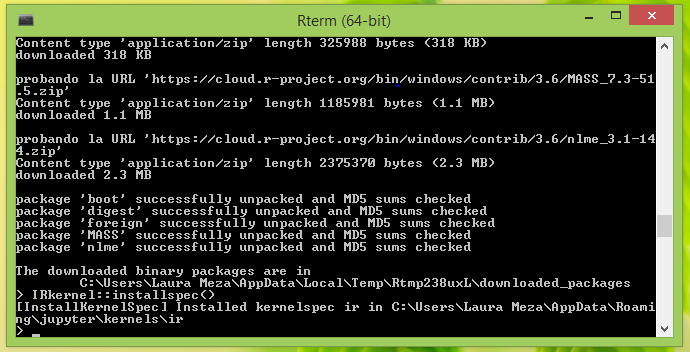 Rterm (64-bit)
Content type 'application/zip' length 325988 bytes (318 KB)
downloaded 318 KB
probando la URL 'https://cloud.r-project.org/bin/windows/contrib/3.6/MASS_7.3-51
.5.zip'
Content type 'application/zip' length 1185981 bytes (1.1 MB)
downloaded 1.1 MB
probando la URL 'https://cloud.r-project.org/bin/windows/contrib/3.6/nlme_3.1-14
4.zip'
Content type 'application/zip' length 2375370 bytes (2.3 MB)
downloaded 2.3 MB
package 'boot' successfully unpacked and MD5 sums checked
package 'digest' successfully unpacked and MD5 sums checked
package 'foreign' successfully unpacked and MD5 sums checked
package 'MASS' successfully unpacked and MD5 sums checked
package 'nlme' successfully unpacked and MD5 sums checked
The downloaded binary packages are in
C:\Users\Laura Meza\AppData\Local\Temp\Rtmp238uxL\downloaded_packages
> IRkernel::installspec()
[InstallKernelSpec] Installed kernelspec ir in C:\Users\Laura Meza\AppData\Roami
ng\jupyter\kernels\ir
>